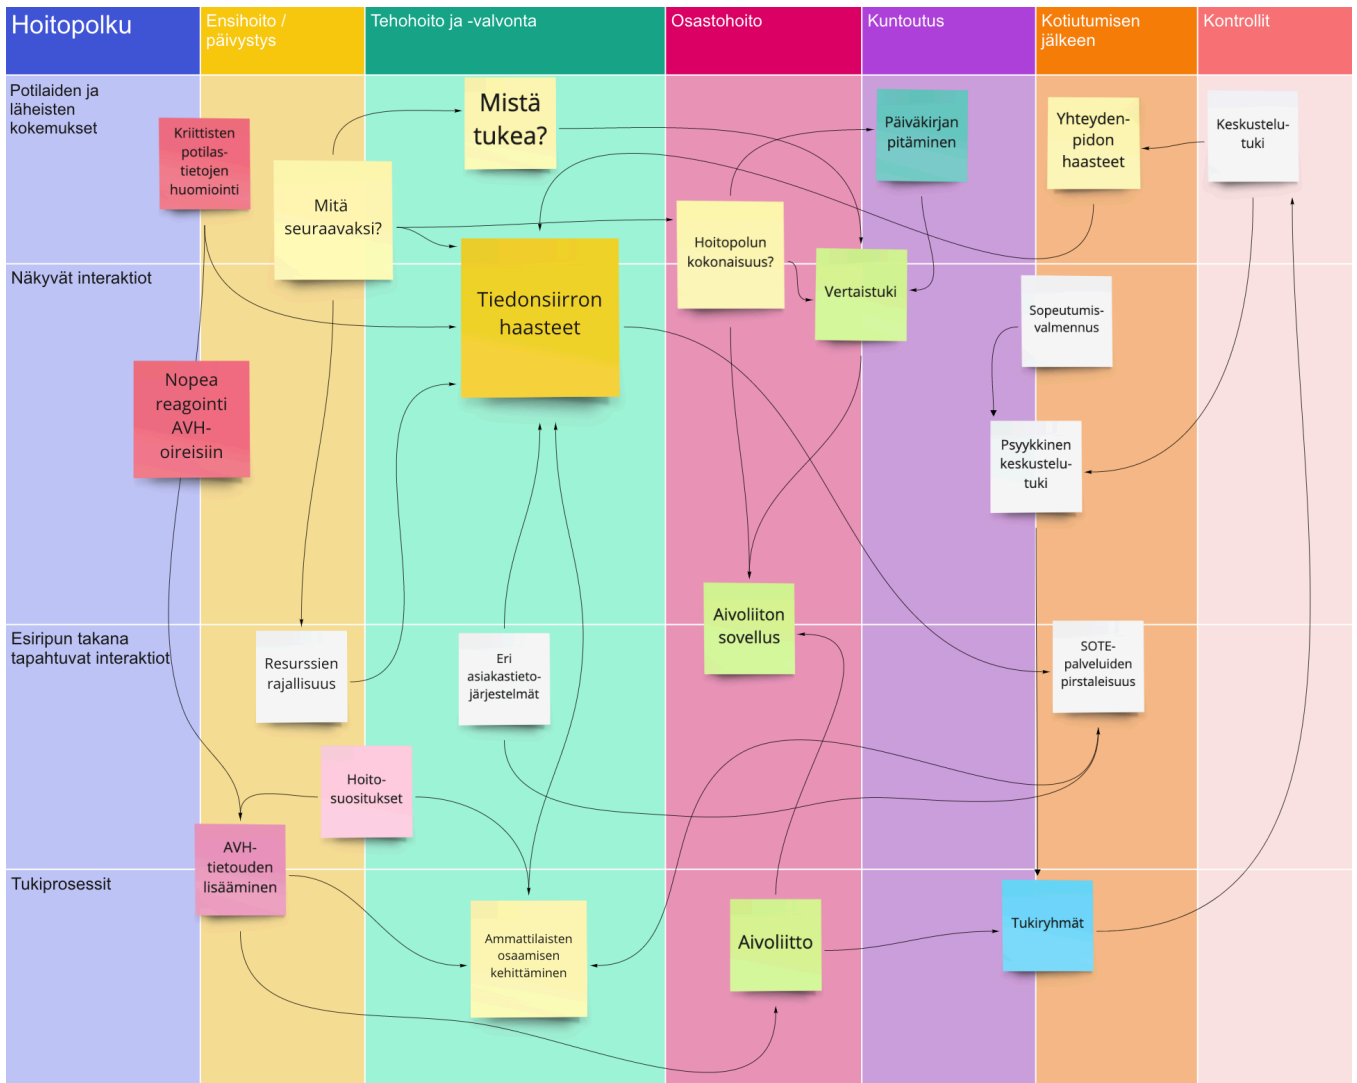 Hoitopolku
Ensihoito /
päivystys
Tehohoito ja -valvonta
Osastohoito
Kuntoutus
Kotiutumisen
jälkeen
Kontrollit
Potilaiden ja
läheisten
kokemukset
Kriittisten
potilas-
tietojen
huomiointi
Mitä
seuraavaksi?
Mistä
tukea?
Hoitopolun
kokonaisuus?
Päiväkirjan
pitäminen
Yhteyden-
pidon
haasteet
Keskustelu-
tuki
Näkyvät interaktiot
Nopea
reagointi
AVH-
oireisiin
Tiedonsiirron
haasteet
Vertaistuki
Sopeutumis-
valmennus
Psyykkinen
keskustelu-
tuki
Aivoliiton
sovellus
Esiripun takana
tapahtuvat interaktiot
Resurssien
rajallisuus
Eri
asiakastieto-
järjestelmät
SOTE-
palveluiden
pirstaleisuus
Hoito-
suositukset
AVH-
tietouden
lisääminen
Tukiprosessit
Ammattilaisten
osaamisen
kehittäminen
Aivoliitto
Tukiryhmät